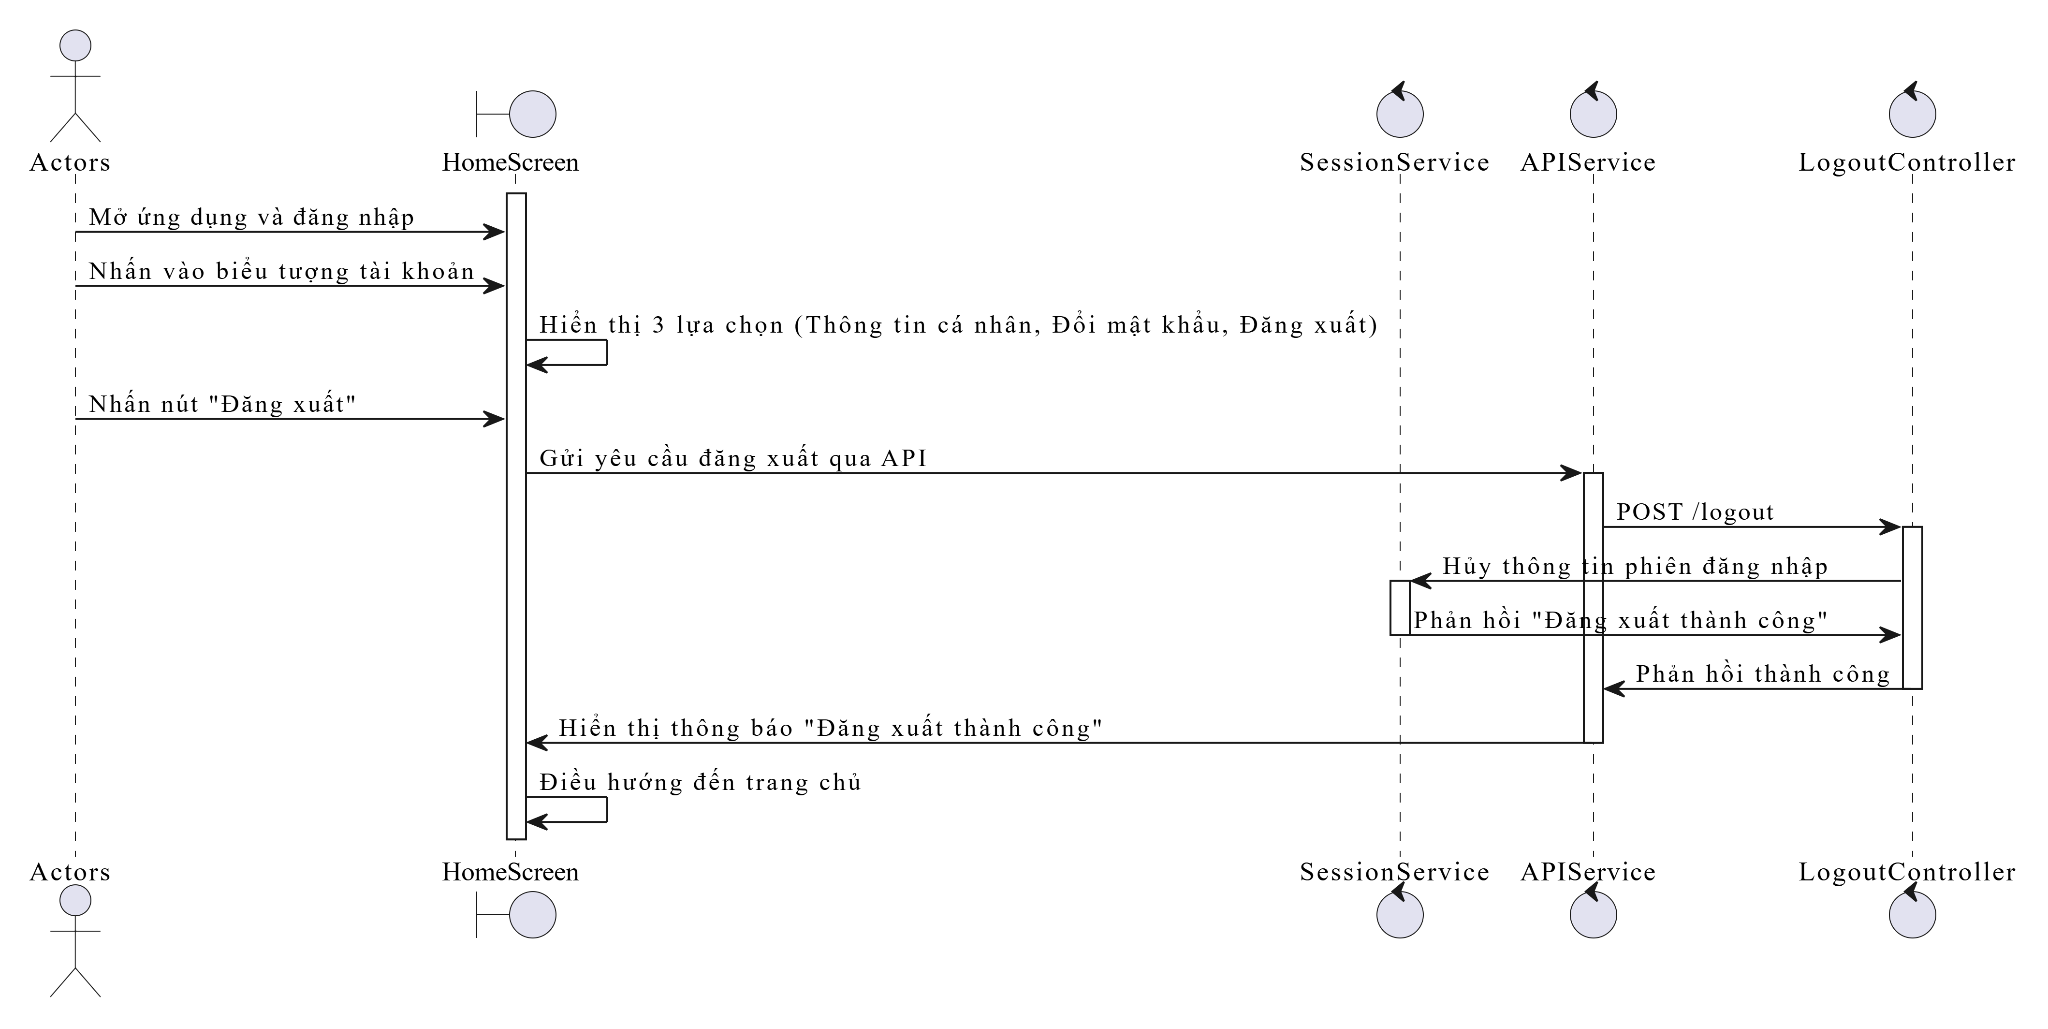 Actors
HomeScreen
SessionService
APIService
LogoutController
Mở ứng dụng và đăng nhập
Nhấn vào biểu tượng tài khoản
Hiển thị 3 lựa chọn (Thông tin cá nhân, Đổi mật khẩu, Đăng xuất)
Nhấn nút "Đăng xuất"
Gửi yêu cầu đăng xuất qua API
POST /logout
Hủy thông tin phiên đăng nhập
Phản hồi "Đăng xuất thành công"
Phản hồi thành công
Hiển thị thông báo "Đăng xuất thành công"
Điều hướng đến trang chủ
Actors
HomeScreen
SessionService
APIService
LogoutController